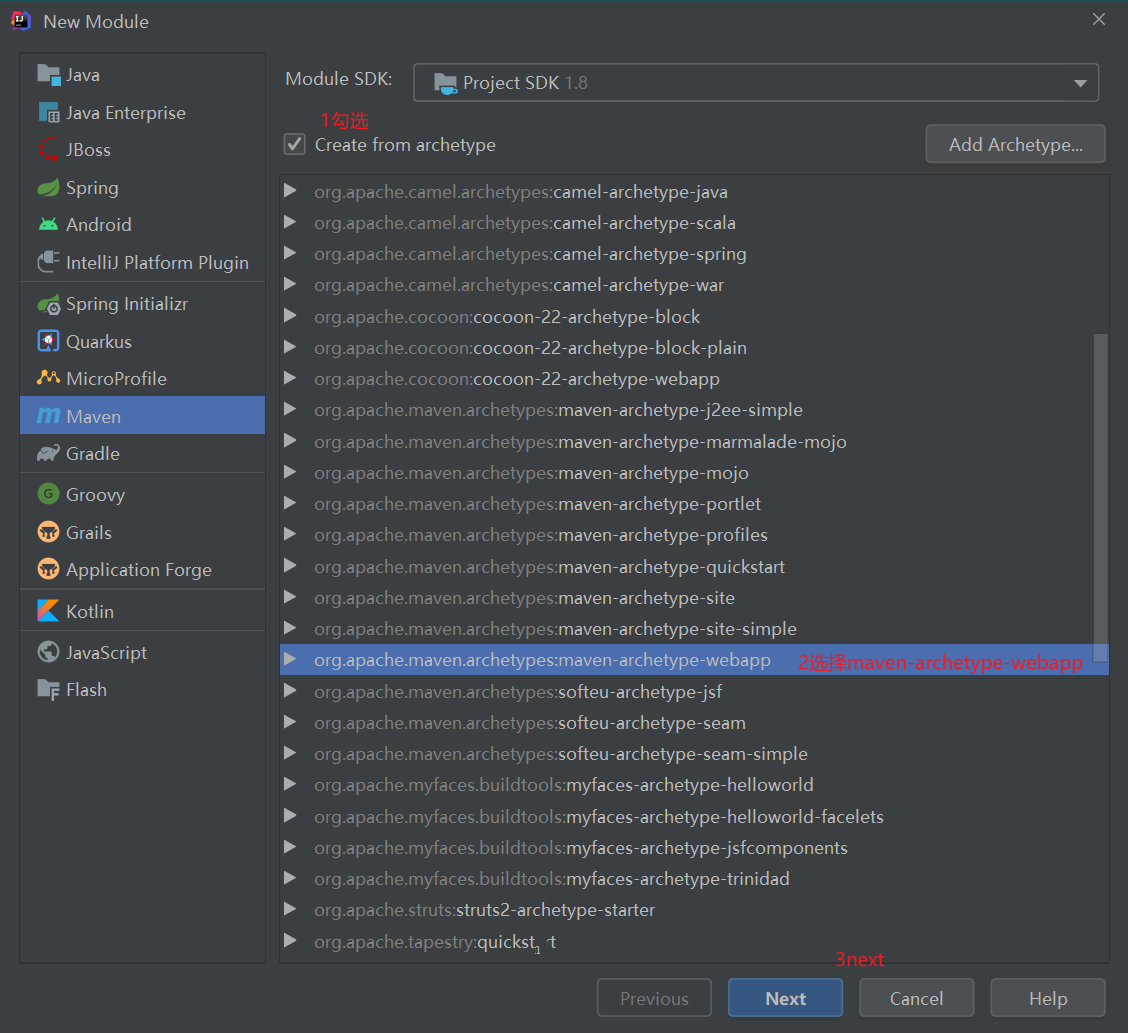 New Module
Java
Java Enterprise
JBoss
Spring
Android
IntelliJ Platform Plugin
Spring Initializr
Quarkus
MicroProfile
Maven
Gradle
Groovy
Grails
Application Forge
Kotlin
JavaScript
Flash
Module SDK: Project SDK 1.8
1勾选
Create from archetype Add Archetype...
org.apache.camel.archetypes:camel-archetype-java
org.apache.camel.archetypes:camel-archetype-scala
org.apache.camel.archetypes:camel-archetype-spring
org.apache.camel.archetypes:camel-archetype-war
org.apache.cocoon:cocoon-22-archetype-block
org.apache.cocoon:cocoon-22-archetype-block-plain
org.apache.cocoon:cocoon-22-archetype-webapp
org.apache.maven.archetypes:maven-archetype-j2ee-simple
org.apache.maven.archetypes:maven-archetype-marmalade-mojo
org.apache.maven.archetypes:maven-archetype-mojo
org.apache.maven.archetypes:maven-archetype-portlet
org.apache.maven.archetypes:maven-archetype-profiles
org.apache.maven.archetypes:maven-archetype-quickstart
org.apache.maven.archetypes:maven-archetype-site
org.apache.maven.archetypes:maven-archetype-site-simple
org.apache.maven.archetypes:maven-archetype-webapp 2选择maven-archetype-webapp
org.apache.maven.archetypes:softeu-archetype-jsf
org.apache.maven.archetypes:softeu-archetype-seam
org.apache.maven.archetypes:softeu-archetype-seam-simple
org.apache.myfaces.buildtools:myfaces-archetype-helloworld
org.apache.myfaces.buildtools:myfaces-archetype-helloworld-facelets
org.apache.myfaces.buildtools:myfaces-archetype-jsfcomponents
org.apache.myfaces.buildtools:myfaces-archetype-trinidad
org.apache.struts:struts2-archetype-starter
org.apache.tapestry:quickstart
3next
Previous Next Cancel Help